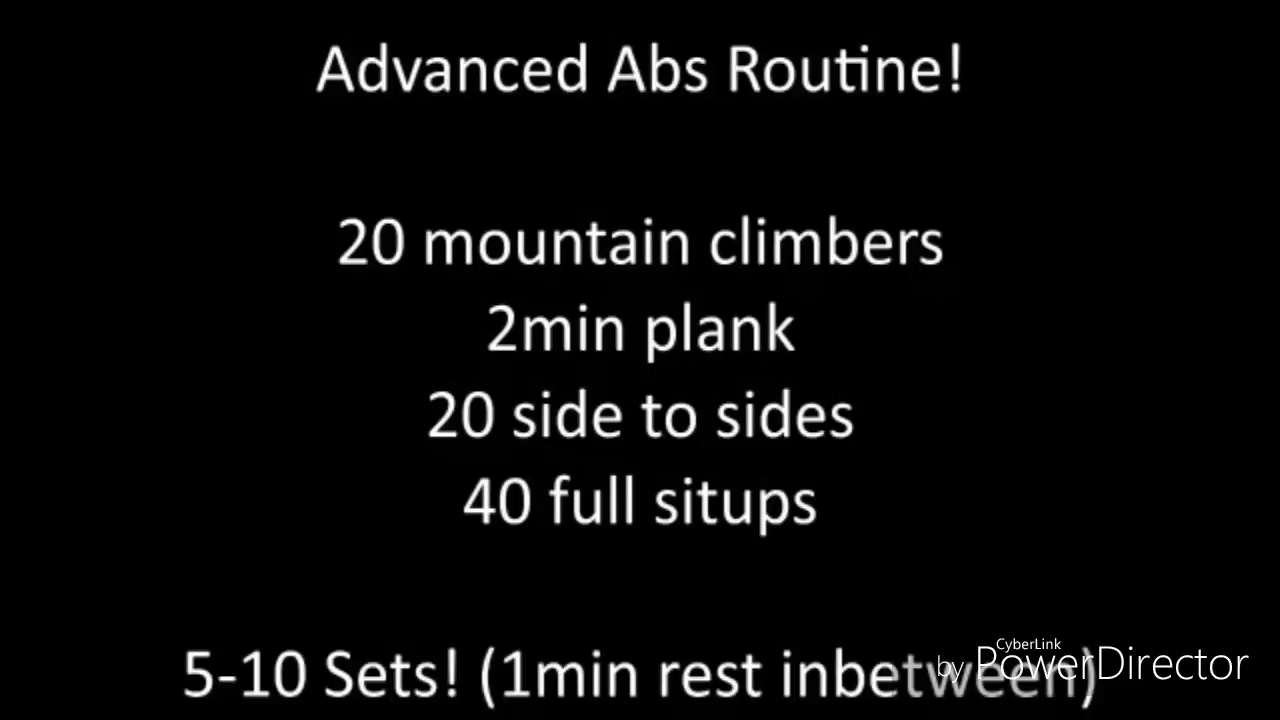 Advanced Abs Routine!
20 mountain climbers
2min plank
20 side to sides
40 full situps
5-10 Sets! (1min rest inbetween)
CyberLink
by PowerDirector